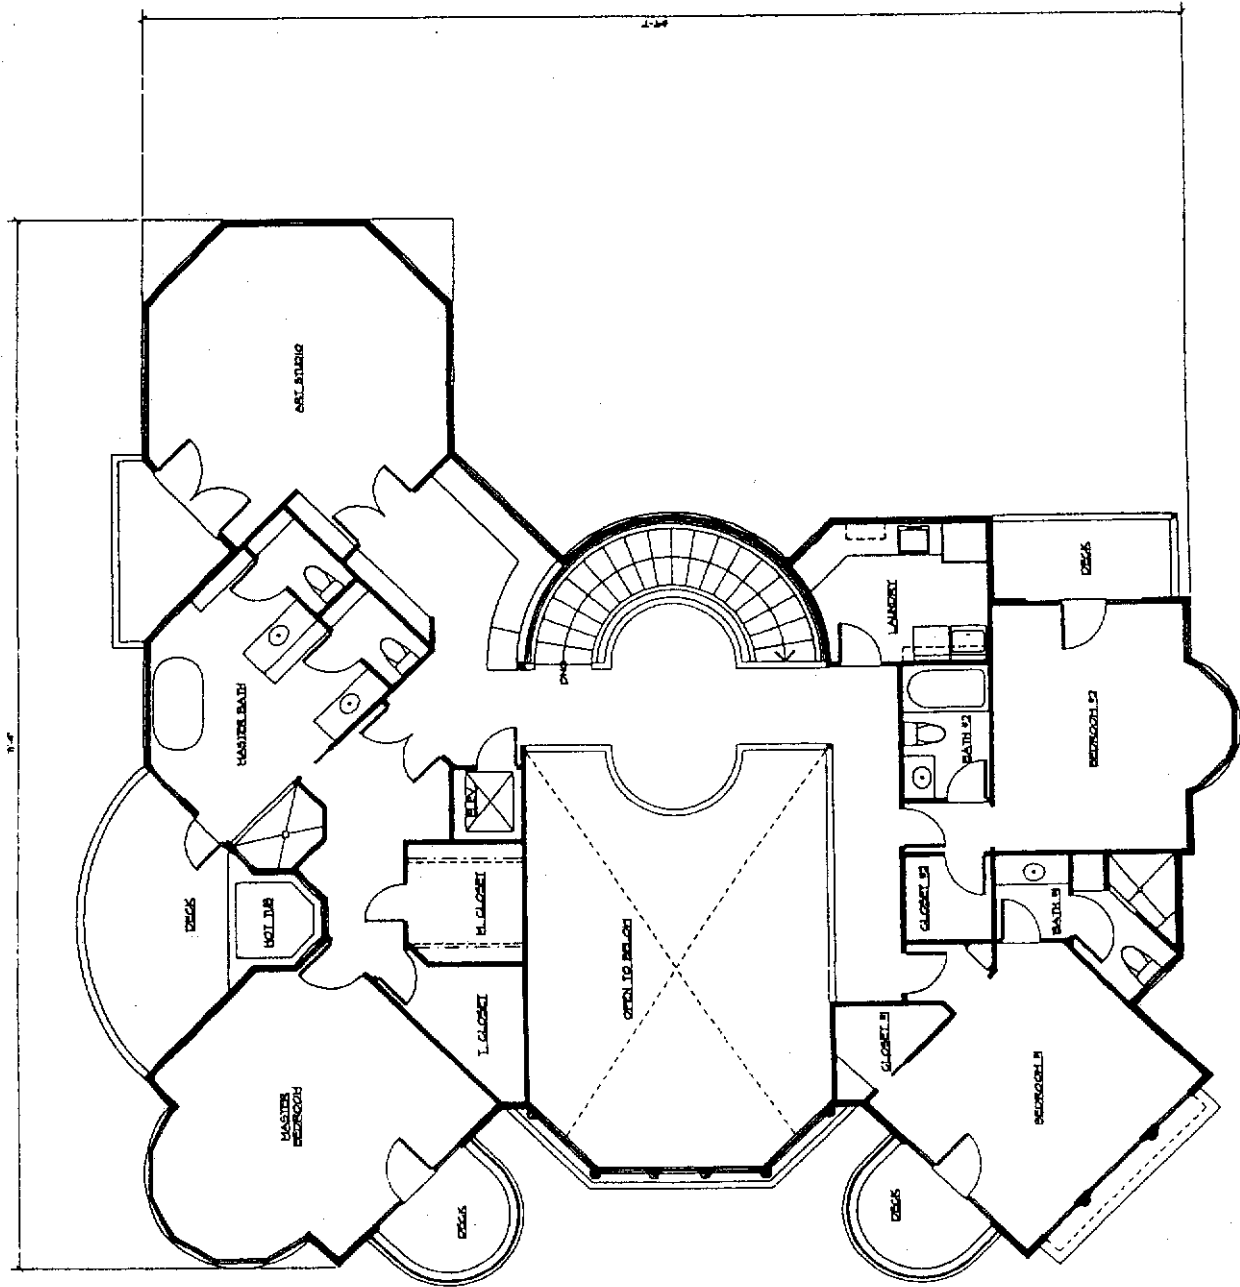 ART STUDIO
MASTER BATH
DN
LAUNDRY
DECK
BATH #2
BEDROOM #2
ELEV
DECK
HOT TUB
M. CLOSET
CLOSET #2
BATH #1
OPEN TO BELOW
T. CLOSET
CLOSET #1
MASTER
BEDROOM
BEDROOM #1
DECK
DECK